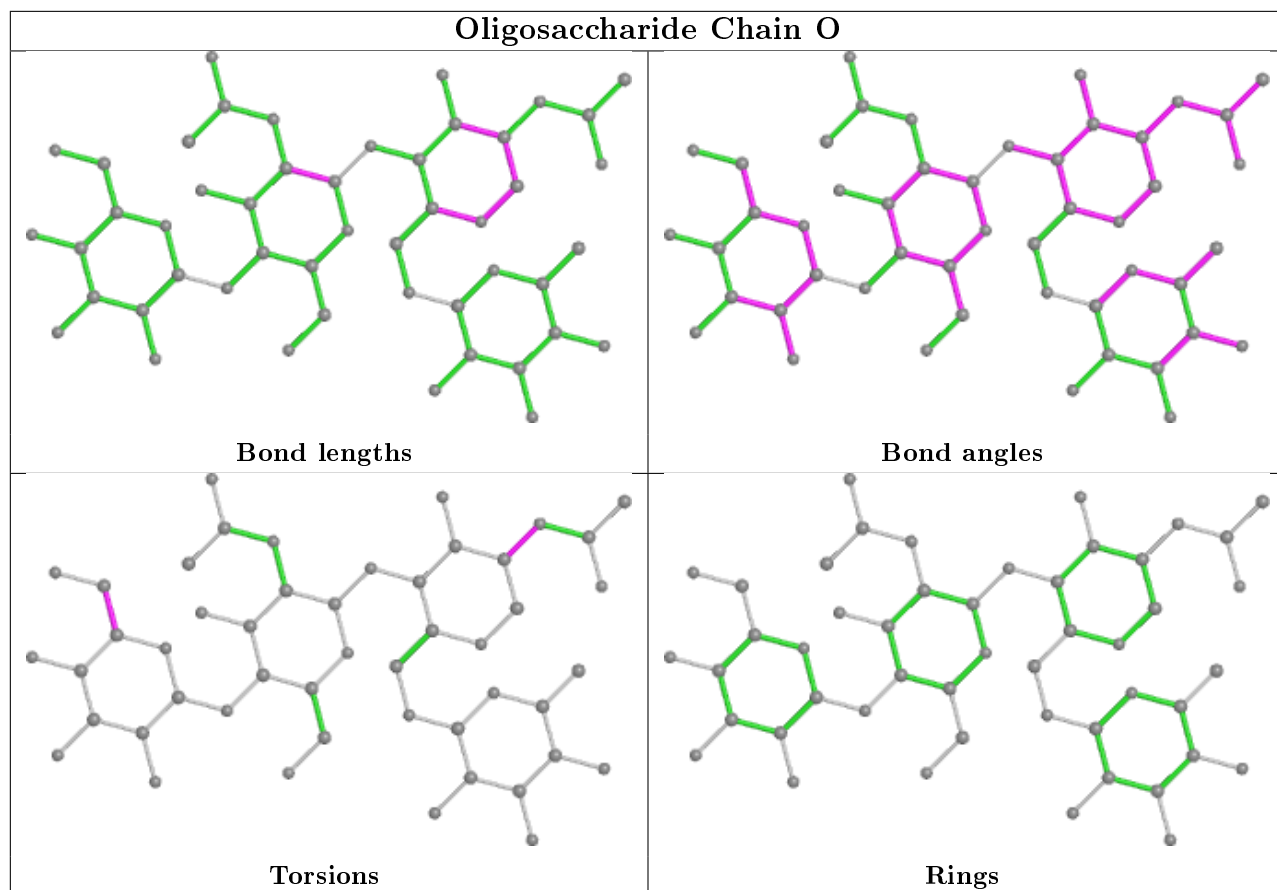 Oligosaccharide Chain O
Bond lengths
Bond angles
Torsions
Rings